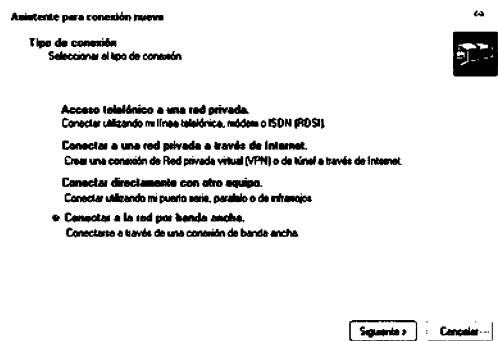 Asistente para conexión nueva
Tipo de conexión
Seleccionar el tipo de conexión
Acceso telefónico a una red privada.
Conectar utilizando mi línea telefónica, módem o ISDN (RDSI).
Conectar a una red privada a través de Internet.
Crear una conexión de Red privada virtual (VPN) o de túnel a través de Internet.
Conectar directamente con otro equipo.
Conectar utilizando mi puerto serie, paralelo o de infrarrojos
Conectar a la red por banda ancha.
Conectarse a través de una conexión de banda ancha
Siguiente >
Cancelar